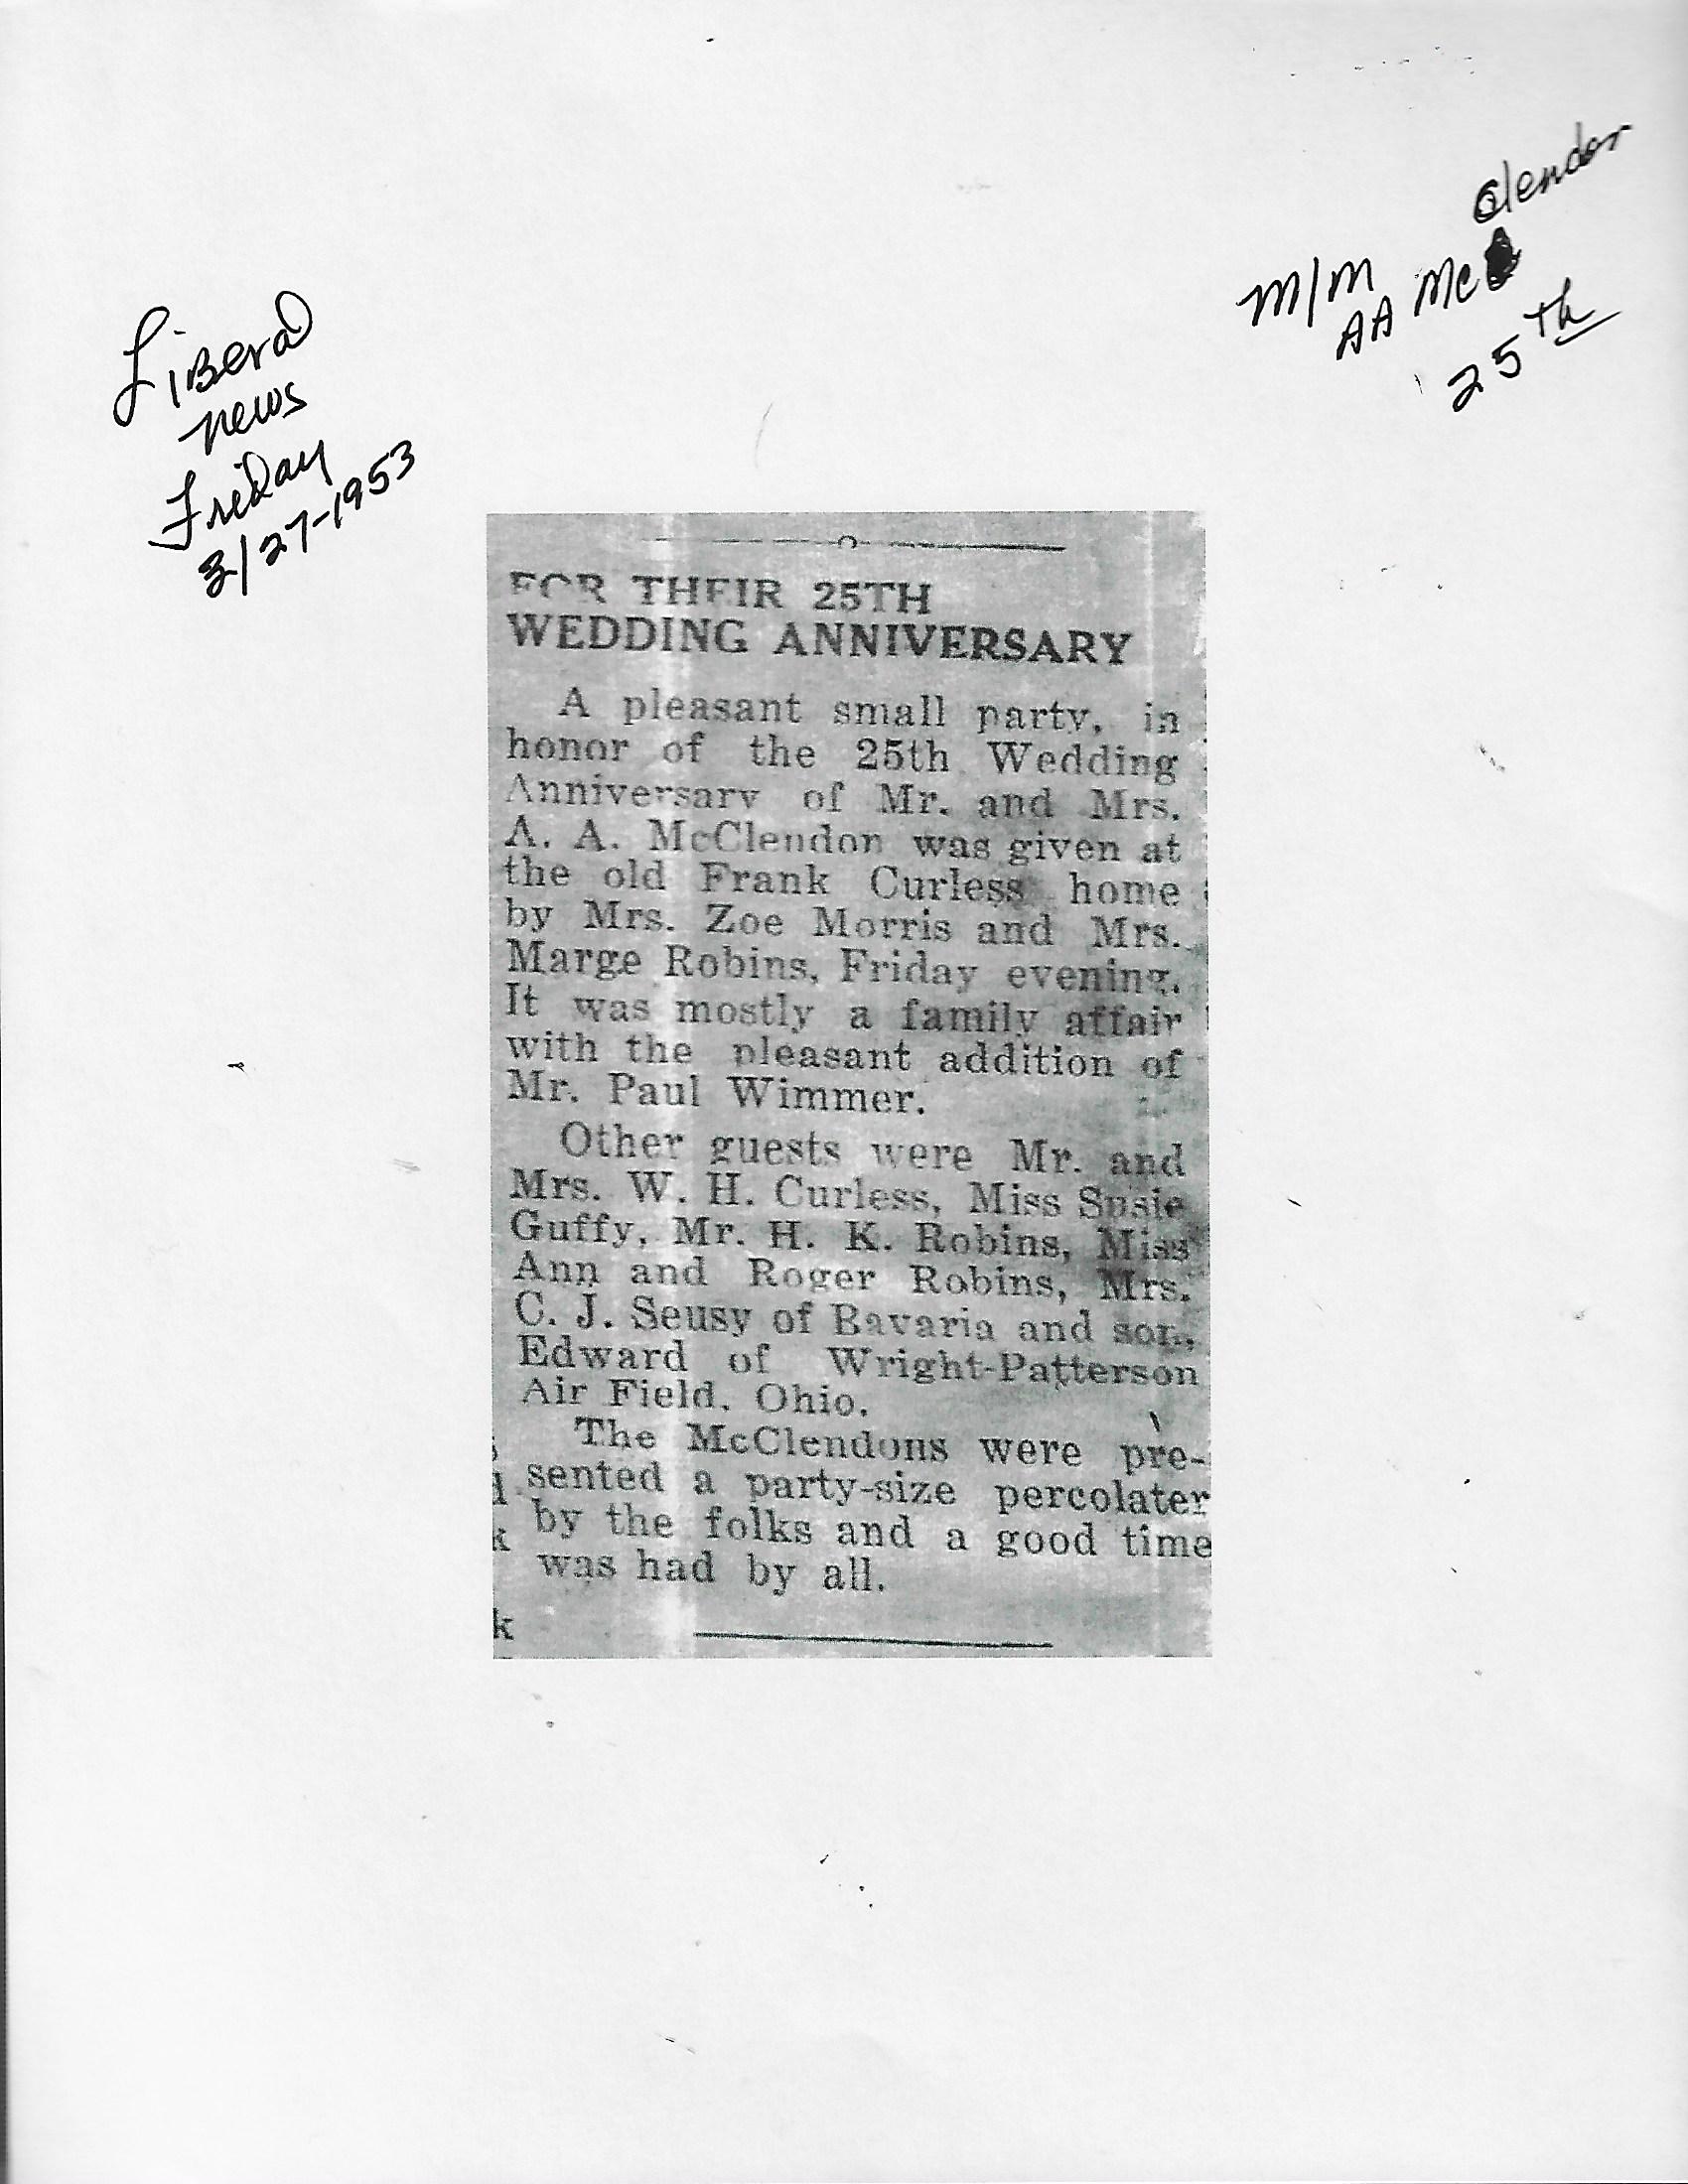 Clendon
M/M
AA Mc
25th
Liberal
news
Friday
3/27-1953
FOR THEIR 25TH
WEDDING ANNIVERSARY
A pleasant small party, in
honor of the 25th Wedding
Anniversary of Mr. and Mrs.
A. A. McClendon was given at
the old Frank Curless home
by Mrs. Zoe Morris and Mrs.
Marge Robins, Friday evening.
It was mostly a family affair
with the pleasant addition of
Mr. Paul Wimmer.
Other guests were Mr. and
Mrs. W. H. Curless, Miss Susie
Guffy, Mr. H. K. Robins, Miss
Ann and Roger Robins, Mrs.
C. J. Seusy of Bavaria and son,
Edward of Wright-Patterson
Air Field, Ohio.
The McClendons were pre-
sented a party-size percolater
by the folks and a good time
was had by all.